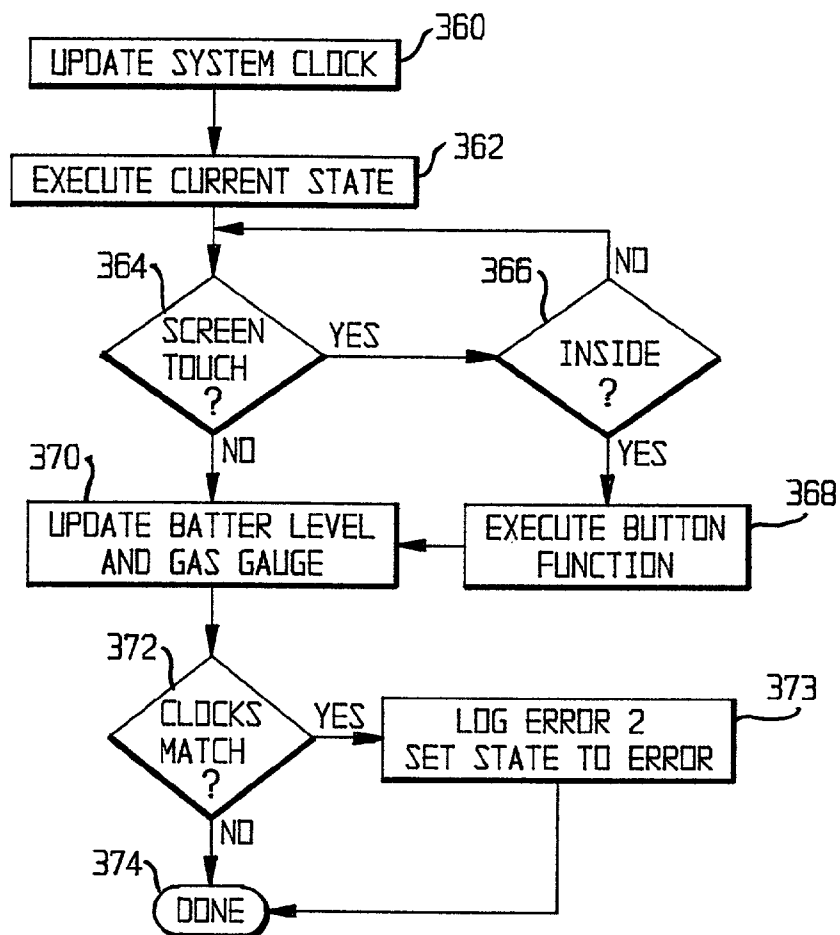 360
UPDATE SYSTEM CLOCK
362
EXECUTE CURRENT STATE
364
366
NO
SCREEN
TOUCH
?
YES
INSIDE
?
NO
YES
370
368
UPDATE BATTER LEVEL
AND GAS GAUGE
EXECUTE BUTTON
FUNCTION
372
373
CLOCKS
MATCH
?
YES
LOG ERROR 2
SET STATE TO ERROR
NO
374
DONE